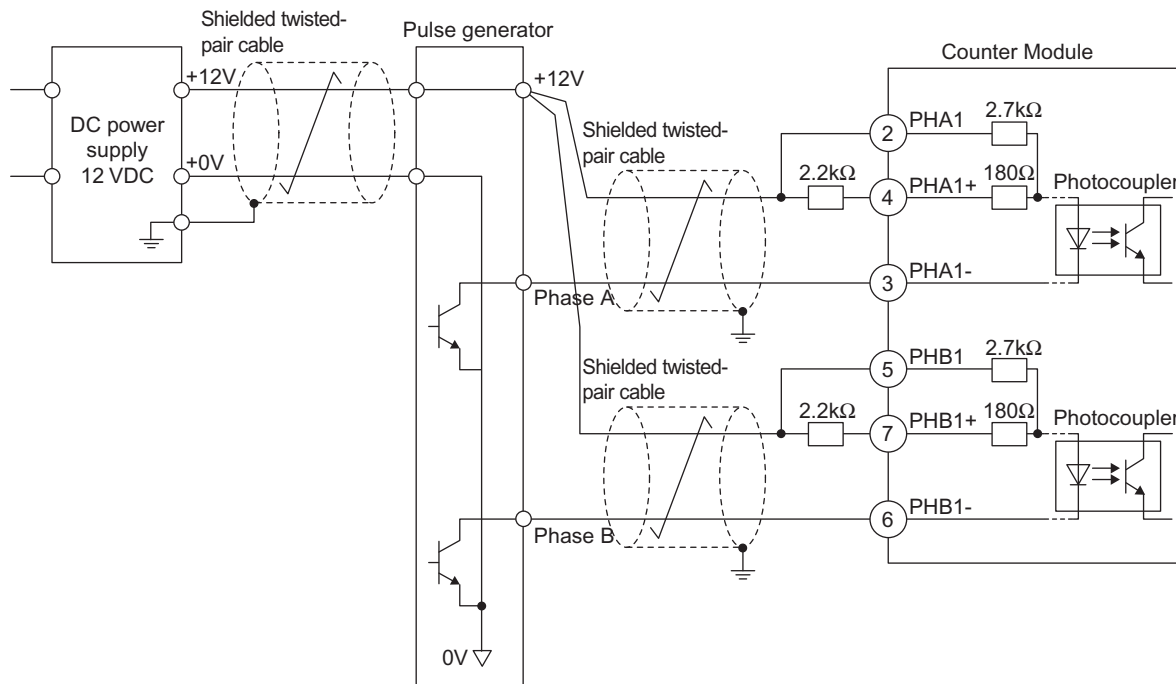 Shielded twisted-
pair cable
Pulse generator
Counter Module
DC power
supply
12 VDC
+12V
+0V
+12V
Shielded twisted-
pair cable
2
PHA1
2.7kΩ
2.2kΩ
4
PHA1+
180Ω
Photocoupler
3
PHA1-
Phase A
Shielded twisted-
pair cable
5
PHB1
2.7kΩ
2.2kΩ
7
PHB1+
180Ω
Photocoupler
6
PHB1-
Phase B
0V